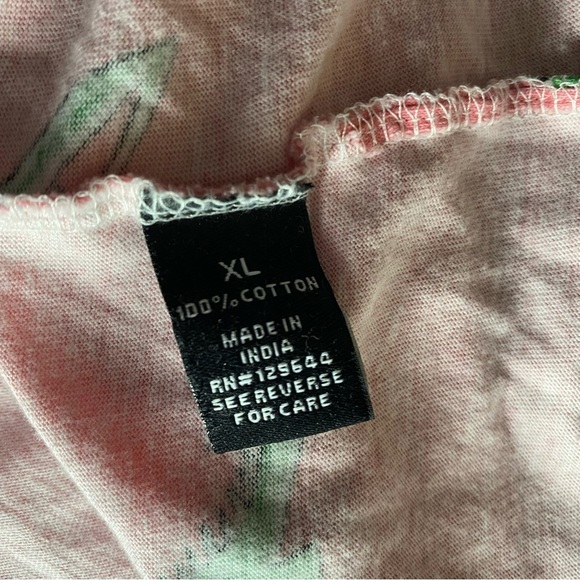 XL
100% COTTON
MADE IN
INDIA
RN#129644
SEE REVERSE
FOR CARE